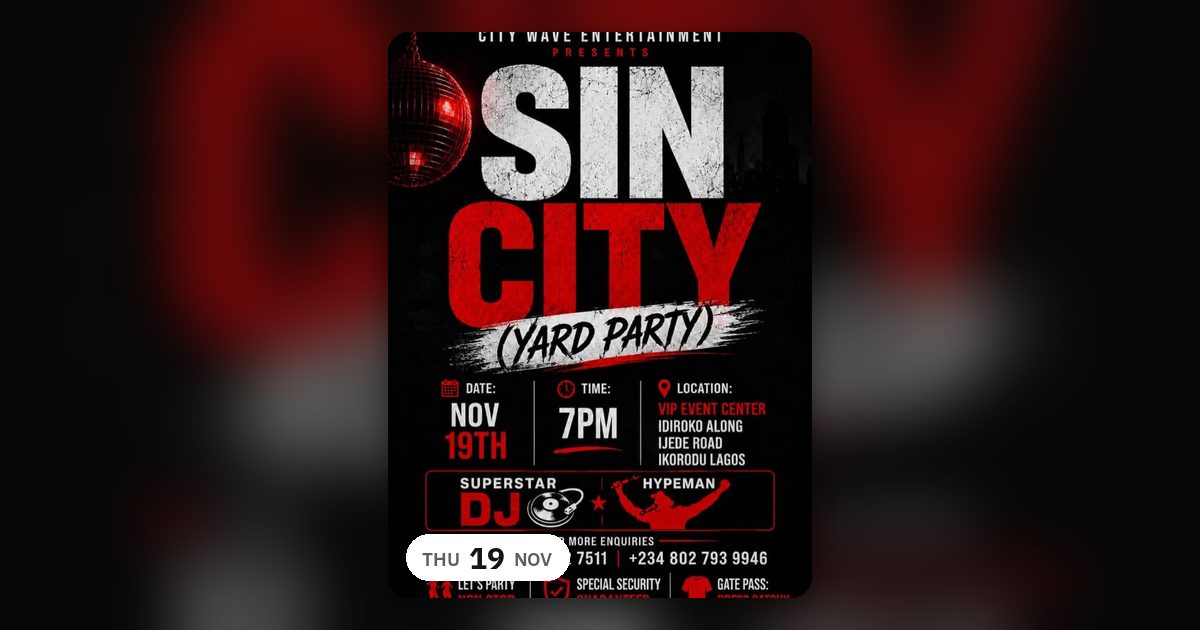 CITY WAVE ENTERTAINMENT
PRESENTS
SIN
CITY
(YARD PARTY)
DATE:
NOV
19TH
TIME:
7PM
LOCATION:
VIP EVENT CENTER
IDIROKO ALONG
IJEDE ROAD
IKORODU LAGOS
SUPERSTAR
DJ
HYPEMAN
MORE ENQUIRIES
7511 | +234 802 793 9946
THU 19 NOV
LET'S PARTY
SPECIAL SECURITY
GUARANTEED
GATE PASS: